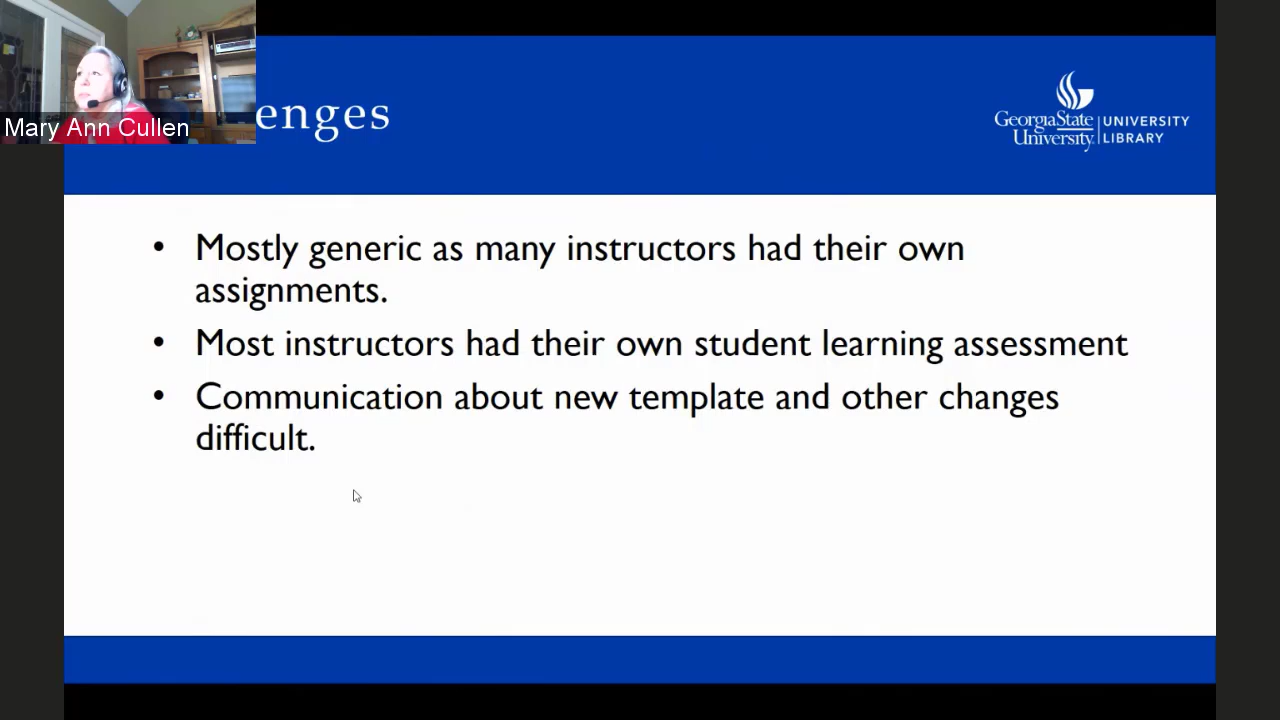 enges
GeorgiaState
University
UNIVERSITY
LIBRARY
Mary Ann Cullen
• Mostly generic as many instructors had their own
assignments.
• Most instructors had their own student learning assessment
• Communication about new template and other changes
difficult.